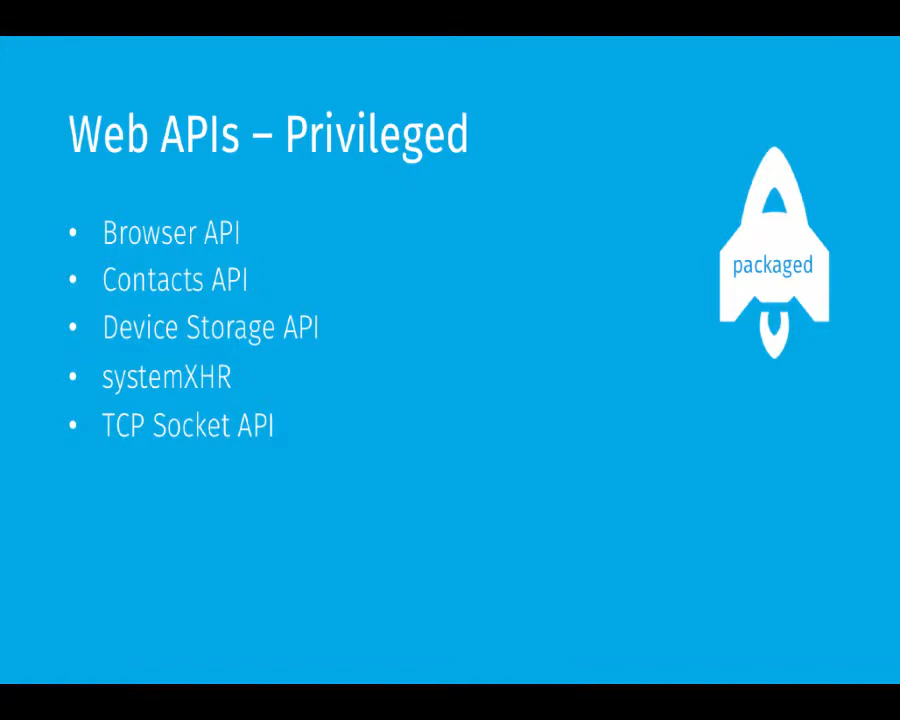 Web APIs – Privileged
• Browser API
• Contacts API
• Device Storage API
• systemXHR
• TCP Socket API
packaged